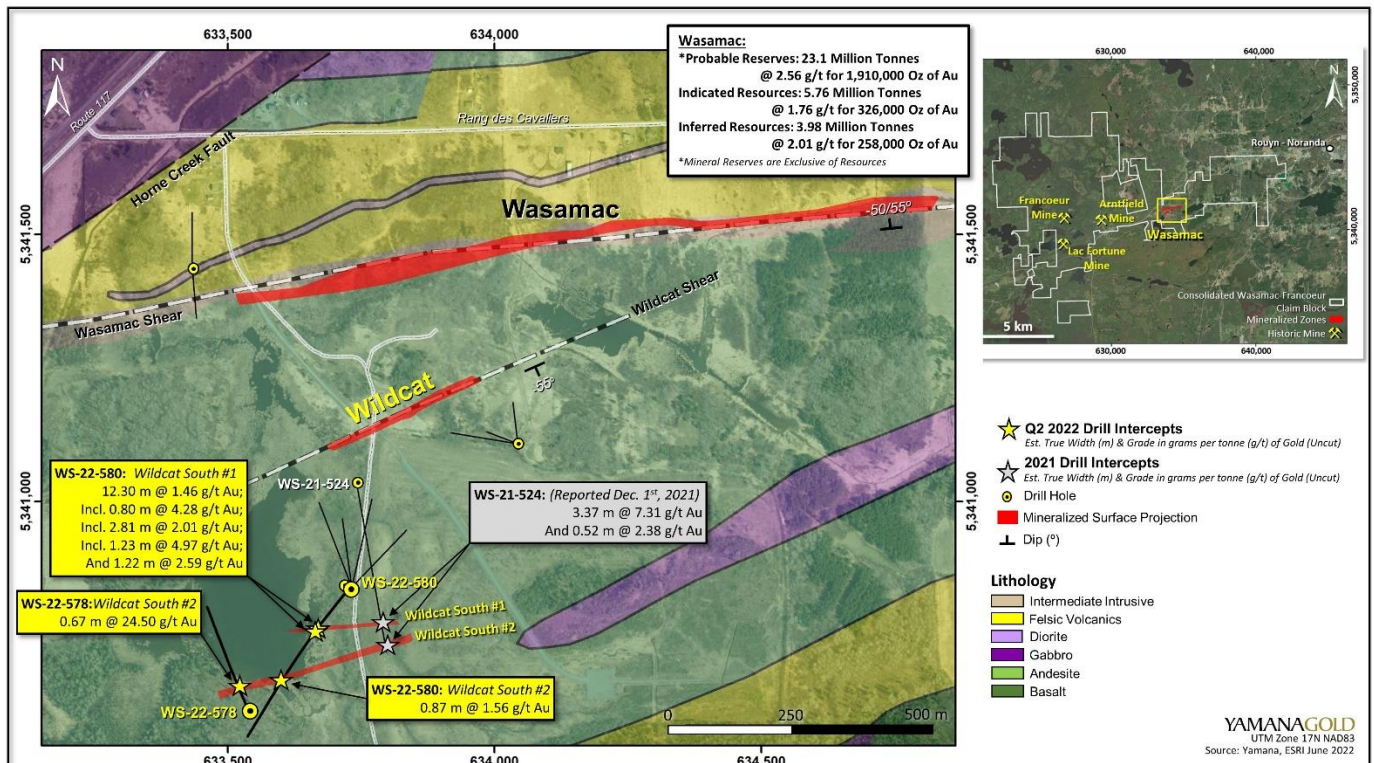 633,500
634,000
N
Route 117
Horne Creek Fault
Rang des Cavaliers
Wasamac:
*Probable Reserves: 23.1 Million Tonnes
@ 2.56 g/t for 1,910,000 Oz of Au
Indicated Resources: 5.76 Million Tonnes
@ 1.76 g/t for 326,000 Oz of Au
Inferred Resources: 3.98 Million Tonnes
@ 2.01 g/t for 258,000 Oz of Au
*Mineral Reserves are Exclusive of Resources
5,341,500
Wasamac
-50/55º
5,341,500
Wasamac Shear
Wildcat Shear
Wildcat
-55º
5,341,000
5,341,000
WS-21-524
WS-22-580: Wildcat South #1
12.30 m @ 1.46 g/t Au;
Incl. 0.80 m @ 4.28 g/t Au;
Incl. 2.81 m @ 2.01 g/t Au;
Incl. 1.23 m @ 4.97 g/t Au;
And 1.22 m @ 2.59 g/t Au
WS-21-524: (Reported Dec. 1st, 2021)
3.37 m @ 7.31 g/t Au
And 0.52 m @ 2.38 g/t Au
WS-22-580
WS-22-578:Wildcat South #2
0.67 m @ 24.50 g/t Au
Wildcat South #1
Wildcat South #2
WS-22-580: Wildcat South #2
0.87 m @ 1.56 g/t Au
WS-22-578
0 250 500 m
633,500
634,000
634,500
630,000
640,000
N
5,350,000
Rouyn - Noranda
Francoeur
Mine
Arntfield
Mine
Wasamac
Lac Fortune
Mine
5,340,000
Consolidated Wasamac-Francoeur
Claim Block
Mineralized Zones
Historic Mine
5 km
630,000
640,000
Q2 2022 Drill Intercepts
Est. True Width (m) & Grade in grams per tonne (g/t) of Gold (Uncut)
2021 Drill Intercepts
Est. True Width (m) & Grade in grams per tonne (g/t) of Gold (Uncut)
Drill Hole
Mineralized Surface Projection
Dip (º)
Lithology
Intermediate Intrusive
Felsic Volcanics
Diorite
Gabbro
Andesite
Basalt
YAMANAGOLD
UTM Zone 17N NAD83
Source: Yamana, ESRI June 2022